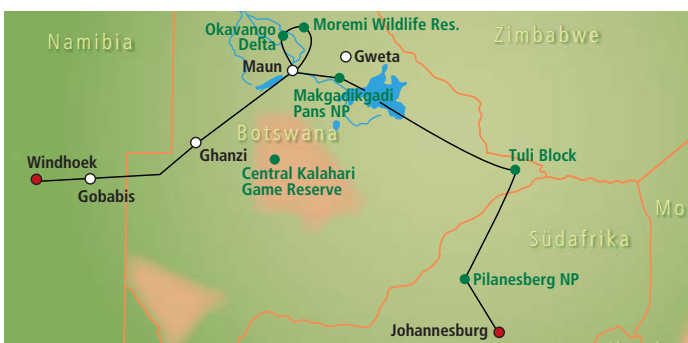 Namibia
Okavango
Delta
Moremi Wildlife Res.
Zimbabwe
Maun
Gweta
Makgadikgadi
Pans NP
Botswana
Ghanzi
Windhoek
Gobabis
Central Kalahari
Game Reserve
Tuli Block
Mo
Südafrika
Pilanesberg NP
Johannesburg